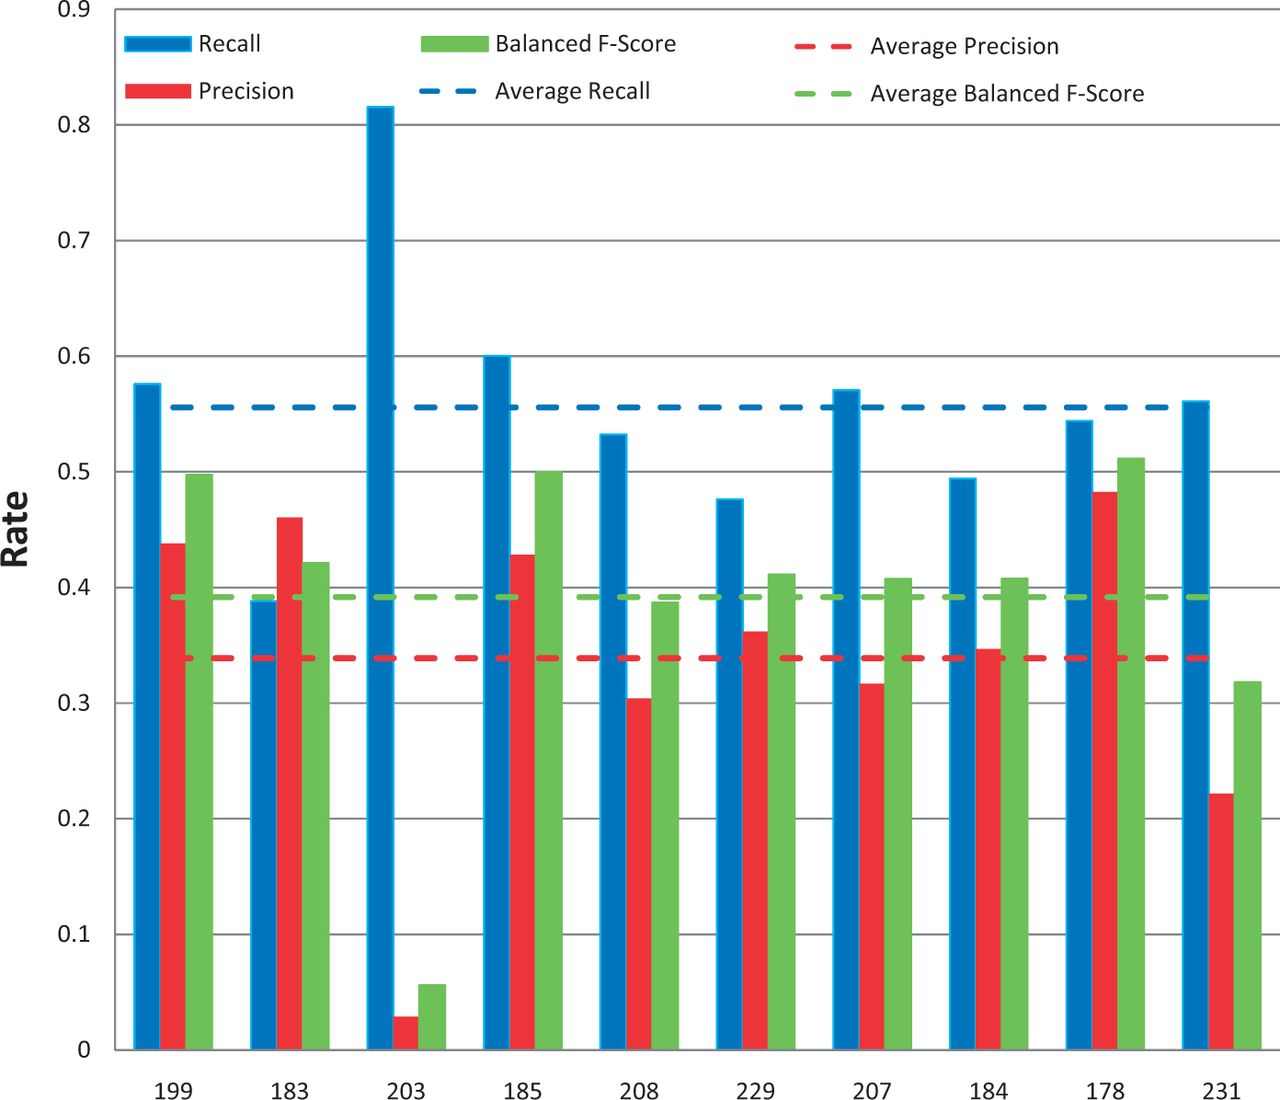 0.9
Recall
Balanced F-Score
Average Precision
Precision
Average Recall
Average Balanced F-Score
0.8
0.7
0.6
0.5
0.4
0.3
0.2
0.1
0
Rate
199 183 203 185 208 229 207 184 178 231